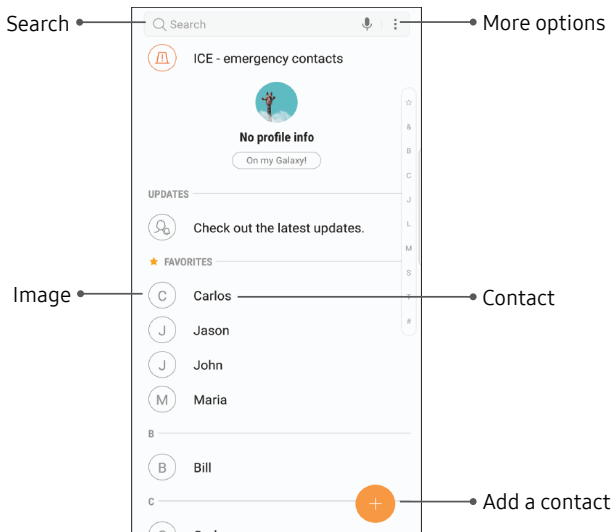 Search
Search
More options
ICE - emergency contacts
No profile info
On my Galaxy!
UPDATES
Check out the latest updates.
FAVORITES
Image
C
Carlos
Contact
J
Jason
J
John
M
Maria
B
B
Bill
C
Add a contact
&
B
C
J
L
M
S
#